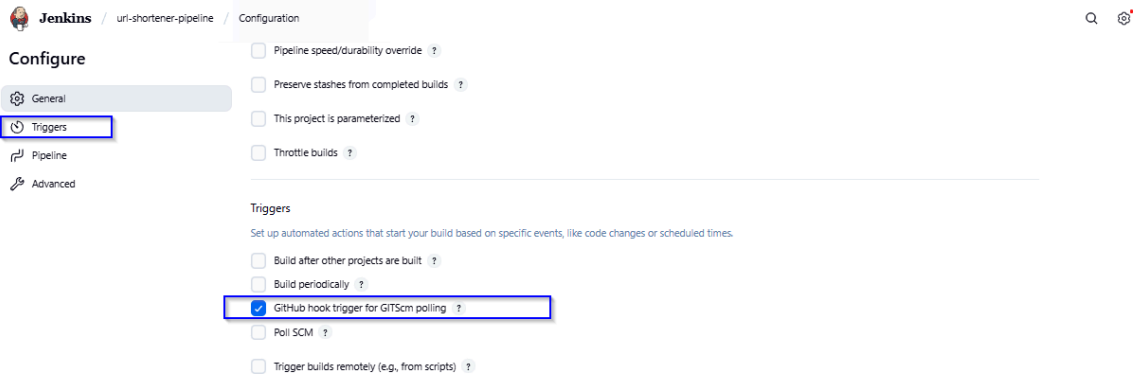 Jenkins / url-shortener-pipeline / Configuration
Configure
General
Triggers
Pipeline
Advanced
Pipeline speed/durability override ?
Preserve stashes from completed builds ?
This project is parameterized ?
Throttle builds ?
Triggers
Set up automated actions that start your build based on specific events, like code changes or scheduled times.
Build after other projects are built ?
Build periodically ?
GitHub hook trigger for GITScm polling ?
Poll SCM ?
Trigger builds remotely (e.g., from scripts) ?